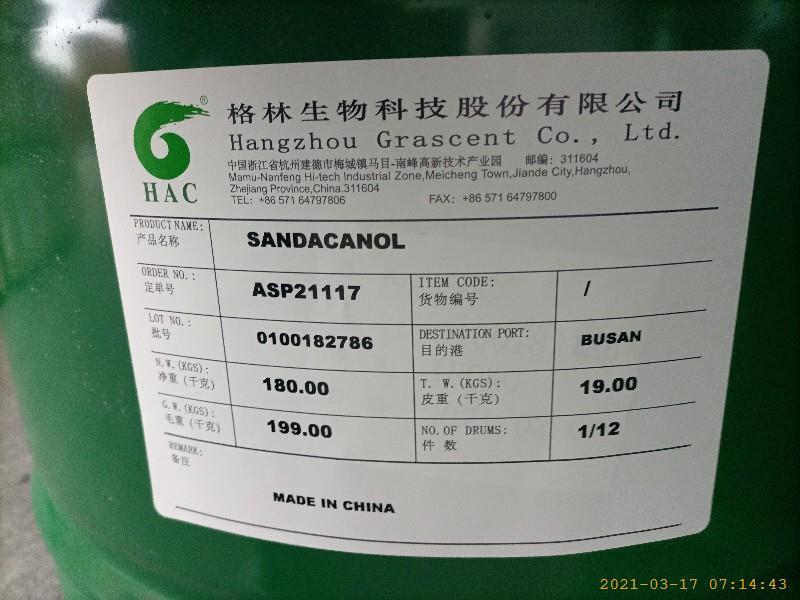 ®
HAC
格林生物科技股份有限公司
Hangzhou Grascent Co., Ltd.
中国浙江省杭州建德市梅城镇马目-南峰高新技术产业园 邮编: 311604
Mamu-Nanfeng Hi-tech Industrial Zone,Meicheng Town,Jiande City,Hangzhou,
Zhejiang Province,China.311604
TEL: +86 571 64797806 FAX: +86 571 64797800
PRODUCT NAME:
产品名称
SANDACANOL
ORDER NO.:
定单号
ASP21117
ITEM CODE:
货物编号
/
LOT NO.:
批号
0100182786
DESTINATION PORT:
目的港
BUSAN
N.W.(KGS):
净重 (千克)
180.00
T. W.(KGS):
皮重 (千克)
19.00
G.W.(KGS):
毛重 (千克)
199.00
NO.OF DRUMS:
件 数
1/12
REMARK:
备注
MADE IN CHINA
2021-03-17 07:14:43